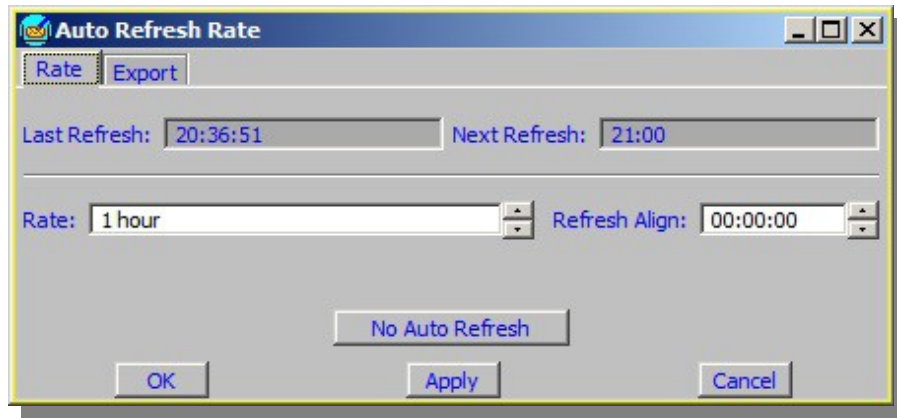 Auto Refresh Rate
Rate Export
Last Refresh: 20:36:51 Next Refresh: 21:00
Rate: 1 hour Refresh Align: 00:00:00
No Auto Refresh
OK Apply Cancel